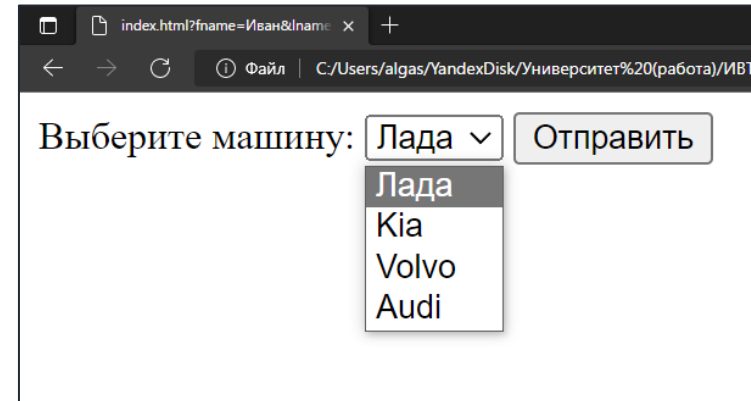 index.html?fname=Иван&lname
Файл C:/Users/algas/YandexDisk/Университет%20(работа)/ИВТ
Выберите машину: Лада Отправить
Лада
Kia
Volvo
Audi